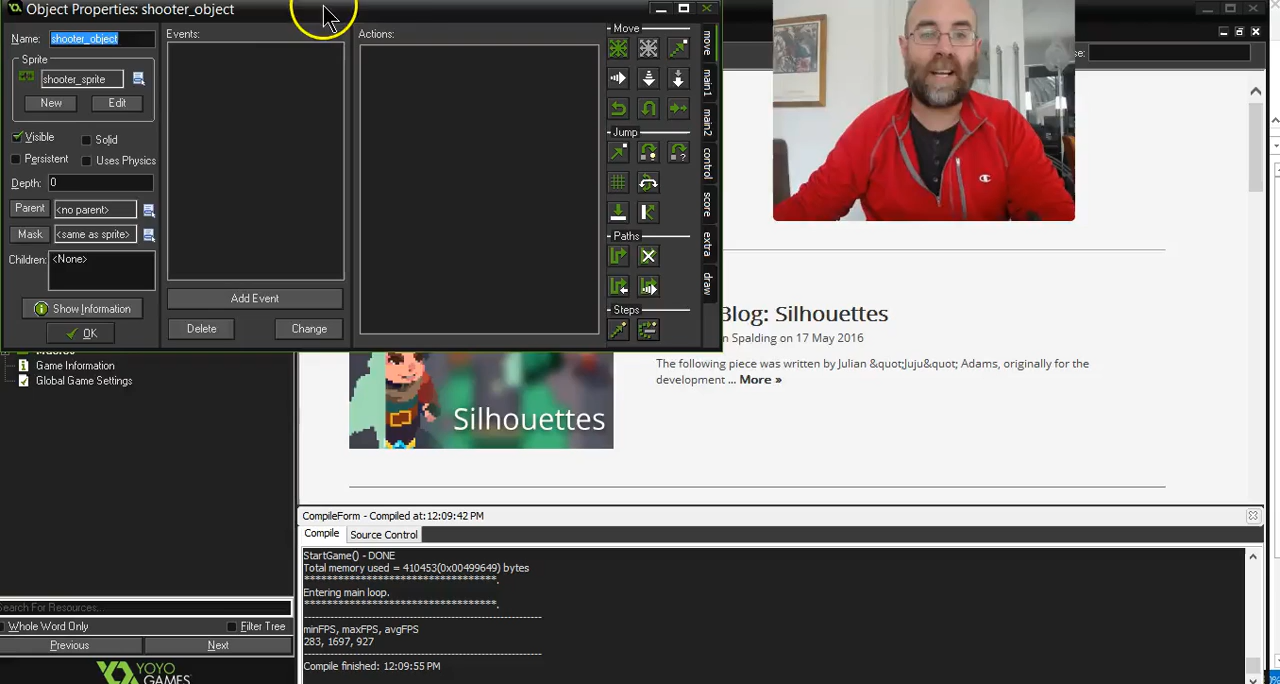 Object Properties: shooter_object
Name: shooter_object
Events:
Actions:
Move
Sprite
shooter_sprite
New Edit
Visible Solid
Persistent Uses Physics
Depth: 0
Parent <no parent>
Mask <same as sprite>
Children: <None>
Show Information
OK
Add Event
Delete Change
Jump
Paths
Steps
move
main1
main2
control
score
extra
draw
Game Information
Global Game Settings
Blog: Silhouettes
Spalding on 17 May 2016
The following piece was written by Julian &quot;Juju&quot; Adams, originally for the
development ... More »
Silhouettes
CompileForm - Compiled at:12:09:42 PM
Compile Source Control
StartGame() - DONE
Total memory used = 410453(0x00499649) bytes
*********************************.
Entering main loop.
*********************************.
minFPS, maxFPS, avgFPS
283, 1697, 927
Compile finished: 12:09:55 PM
Search For Resources...
Whole Word Only Filter Tree
Previous Next
YOYO
GAMES